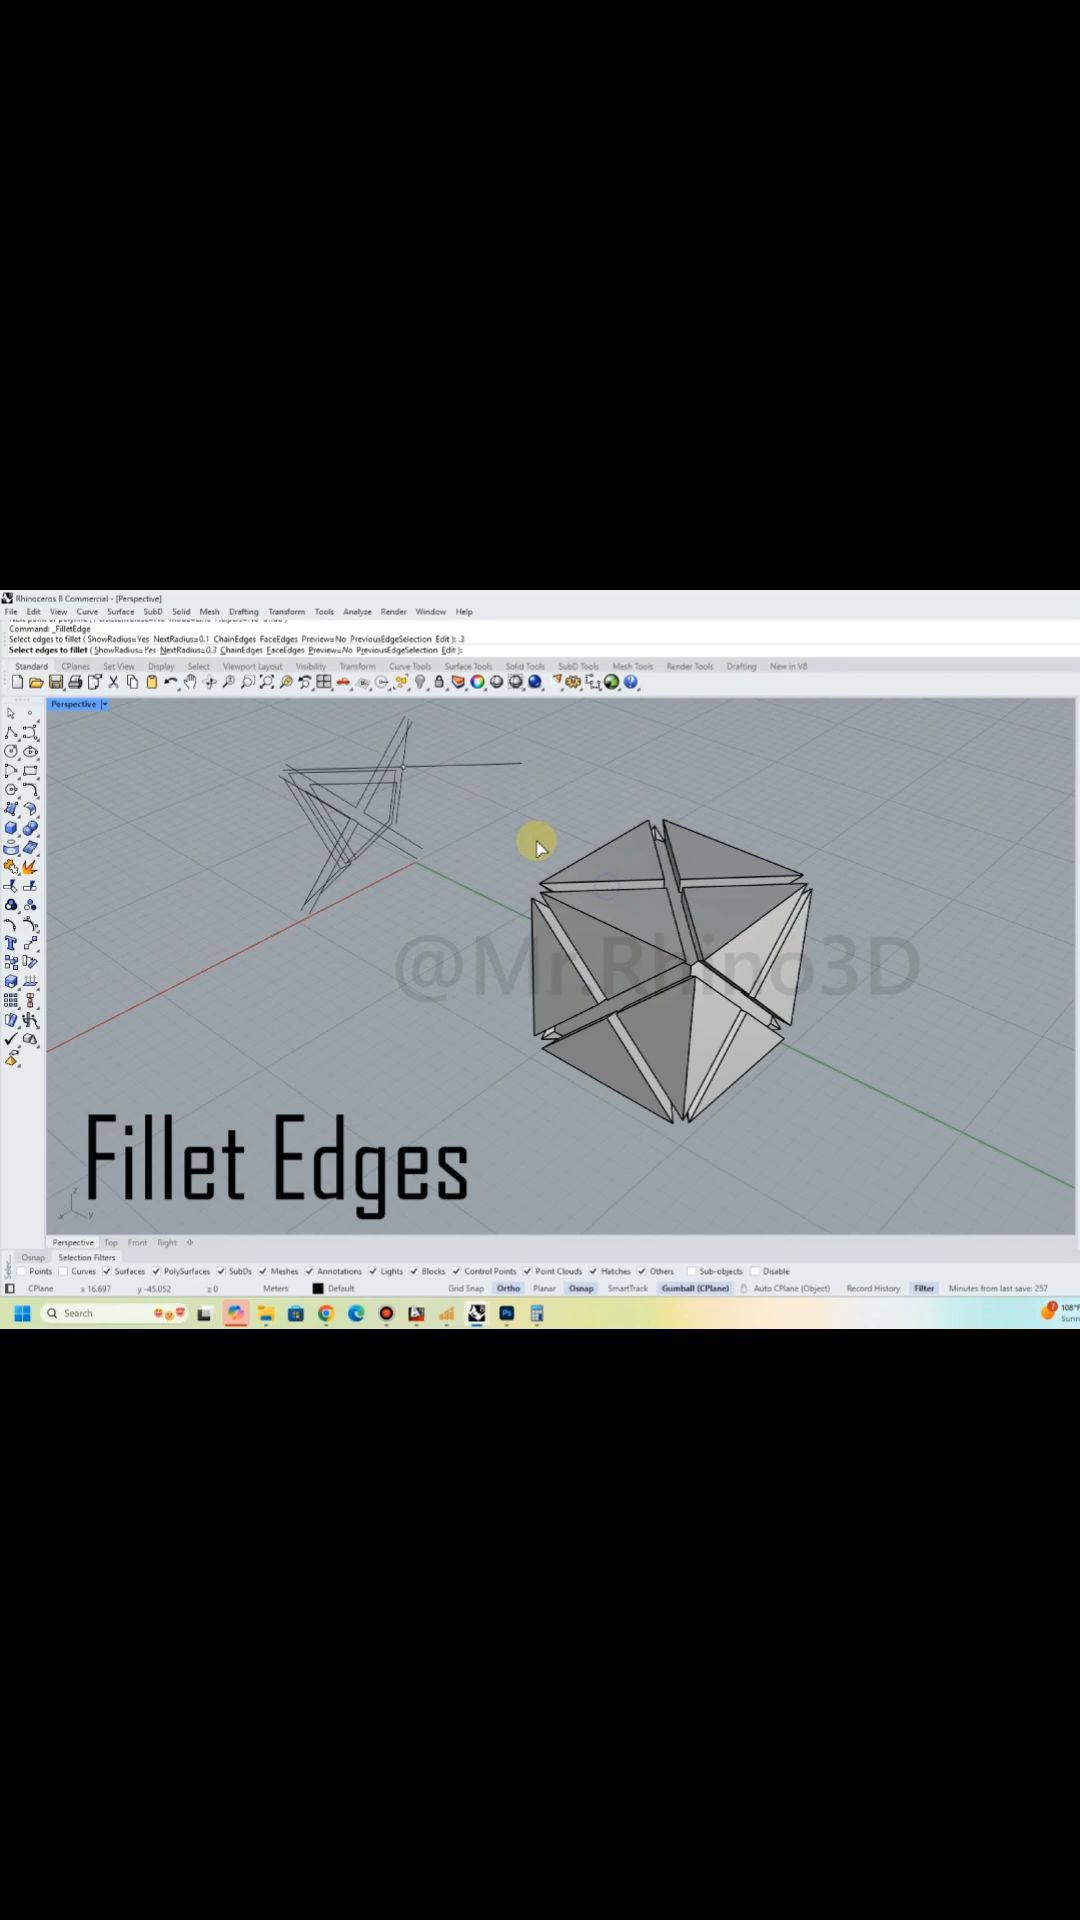 Rhinoceros 8 Commercial - [Perspective]
File Edit View Curve Surface SubD Solid Mesh Drafting Transform Tools Analyze Render Window Help
Command: _FilletEdge
Select edges to fillet ( ShowRadius=Yes NextRadius=0.1 ChainEdges FaceEdges Preview=No PreviousEdgeSelection Edit ): .3
Select edges to fillet ( ShowRadius=Yes NextRadius=0.3 ChainEdges FaceEdges Preview=No PreviousEdgeSelection Edit ):
Standard CPlanes Set View Display Select Viewport Layout Visibility Transform Curve Tools Surface Tools Solid Tools SubD Tools Mesh Tools Render Tools Drafting New in V8
Perspective
@Mr.Rhino3D
Fillet Edges
z
x y
Perspective Top Front Right
Osnap Selection Filters
Points Curves Surfaces PolySurfaces SubDs Meshes Annotations Lights Blocks Control Points Point Clouds Hatches Others Sub-objects Disable
CPlane x 16.697 y -45.052 z 0 Meters Default Grid Snap Ortho Planar Osnap SmartTrack Gumball (CPlane) Auto CPlane (Object) Record History Filter Minutes from last save: 257
Search
108°F
Sunn